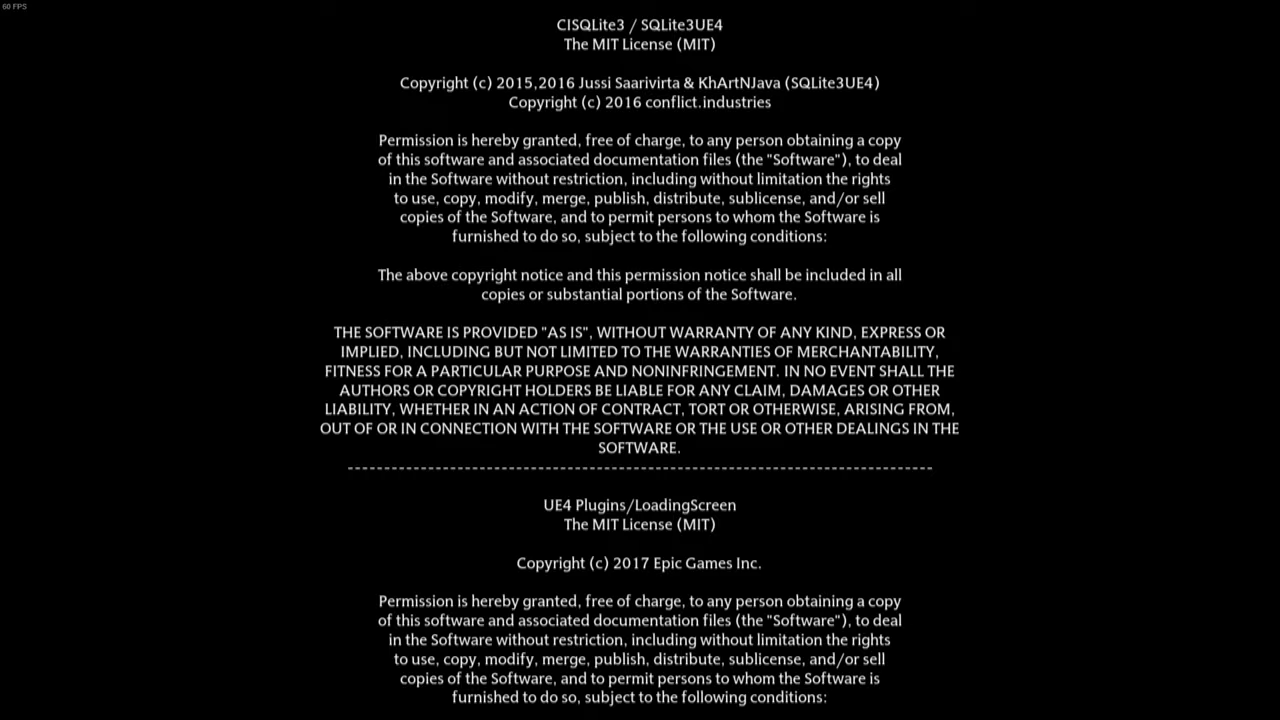 60 FPS
CISQLite3 / SQLite3UE4
The MIT License (MIT)
Copyright (c) 2015,2016 Jussi Saarivirta & KhArtNJava (SQLite3UE4)
Copyright (c) 2016 conflict.industries
Permission is hereby granted, free of charge, to any person obtaining a copy
of this software and associated documentation files (the "Software"), to deal
in the Software without restriction, including without limitation the rights
to use, copy, modify, merge, publish, distribute, sublicense, and/or sell
copies of the Software, and to permit persons to whom the Software is
furnished to do so, subject to the following conditions:
The above copyright notice and this permission notice shall be included in all
copies or substantial portions of the Software.
THE SOFTWARE IS PROVIDED "AS IS", WITHOUT WARRANTY OF ANY KIND, EXPRESS OR
IMPLIED, INCLUDING BUT NOT LIMITED TO THE WARRANTIES OF MERCHANTABILITY,
FITNESS FOR A PARTICULAR PURPOSE AND NONINFRINGEMENT. IN NO EVENT SHALL THE
AUTHORS OR COPYRIGHT HOLDERS BE LIABLE FOR ANY CLAIM, DAMAGES OR OTHER
LIABILITY, WHETHER IN AN ACTION OF CONTRACT, TORT OR OTHERWISE, ARISING FROM,
OUT OF OR IN CONNECTION WITH THE SOFTWARE OR THE USE OR OTHER DEALINGS IN THE
SOFTWARE.
--------------------------------------------------------------------------------
UE4 Plugins/LoadingScreen
The MIT License (MIT)
Copyright (c) 2017 Epic Games Inc.
Permission is hereby granted, free of charge, to any person obtaining a copy
of this software and associated documentation files (the "Software"), to deal
in the Software without restriction, including without limitation the rights
to use, copy, modify, merge, publish, distribute, sublicense, and/or sell
copies of the Software, and to permit persons to whom the Software is
furnished to do so, subject to the following conditions: